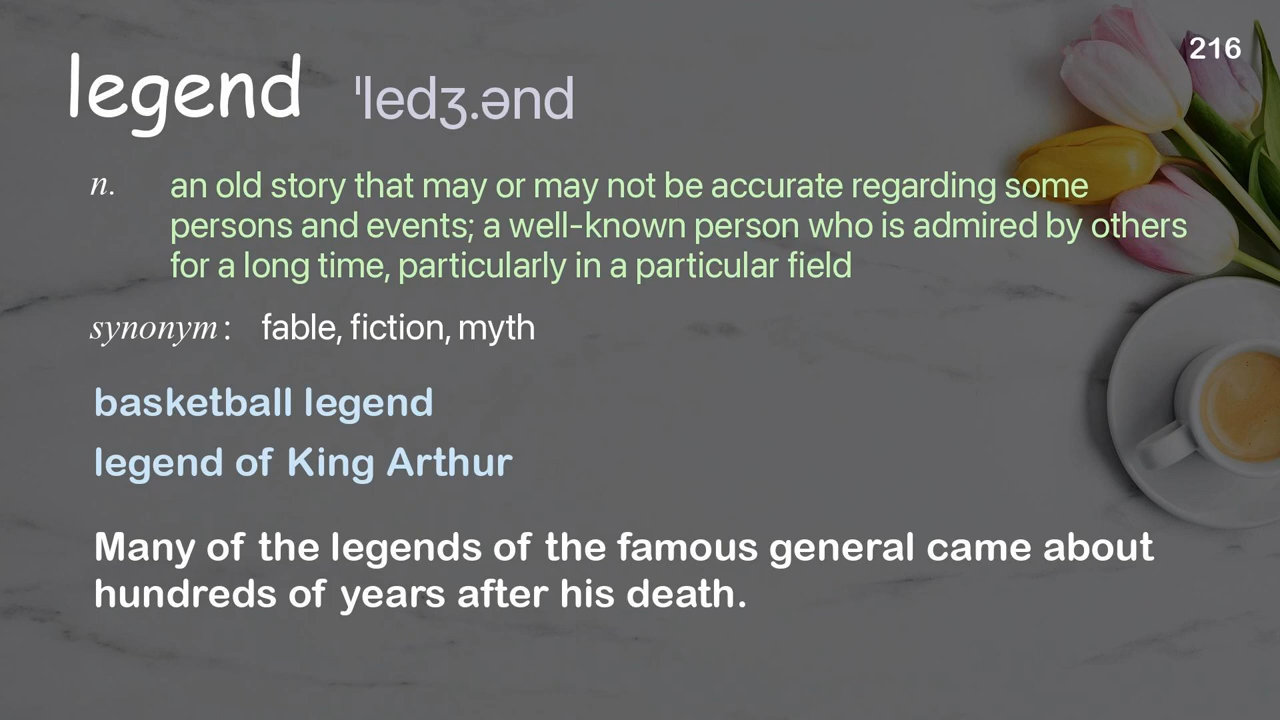 216
legend ˈledʒ.ənd
n. an old story that may or may not be accurate regarding some
persons and events; a well-known person who is admired by others
for a long time, particularly in a particular field
synonym: fable, fiction, myth
basketball legend
legend of King Arthur
Many of the legends of the famous general came about
hundreds of years after his death.